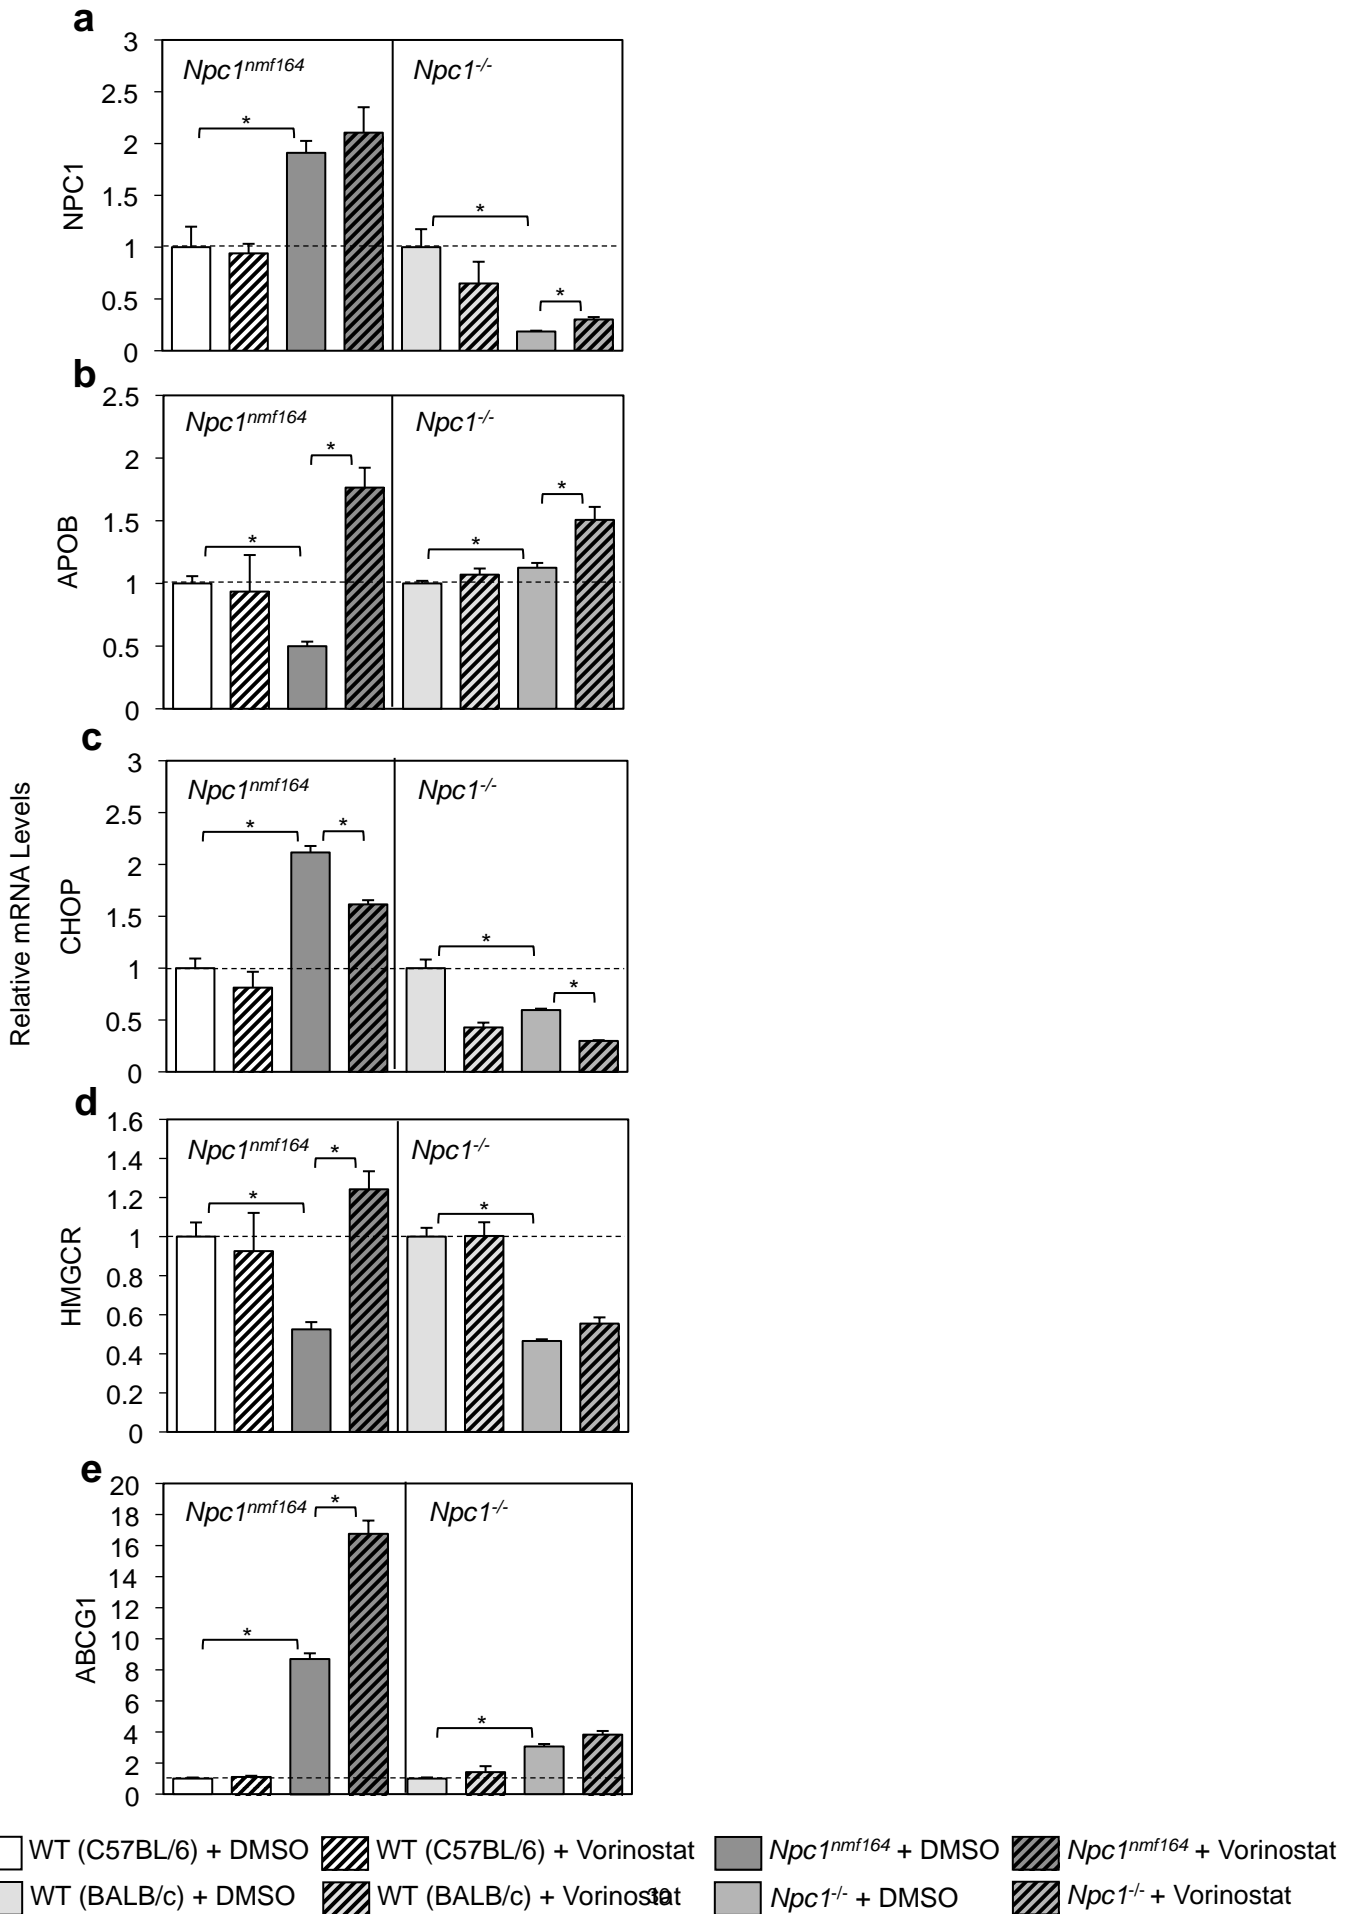 a
3
2.5
2
1.5
1
0.5
0
NPC1
Npc1nmf164
Npc1-/-
*
*
*
b
2.5
2
1.5
1
0.5
0
APOB
Npc1nmf164
Npc1-/-
*
*
*
*
c
3
2.5
2
1.5
1
0.5
0
Relative mRNA Levels
CHOP
Npc1nmf164
Npc1-/-
*
*
*
*
d
1.6
1.4
1.2
1
0.8
0.6
0.4
0.2
0
HMGCR
Npc1nmf164
Npc1-/-
*
*
*
e
20
18
16
14
12
10
8
6
4
2
0
ABCG1
Npc1nmf164
Npc1-/-
*
*
*
WT (C57BL/6) + DMSO WT (C57BL/6) + Vorinostat Npc1nmf164 + DMSO Npc1nmf164 + Vorinostat
WT (BALB/c) + DMSO WT (BALB/c) + Vorinostat Npc1-/- + DMSO Npc1-/- + Vorinostat